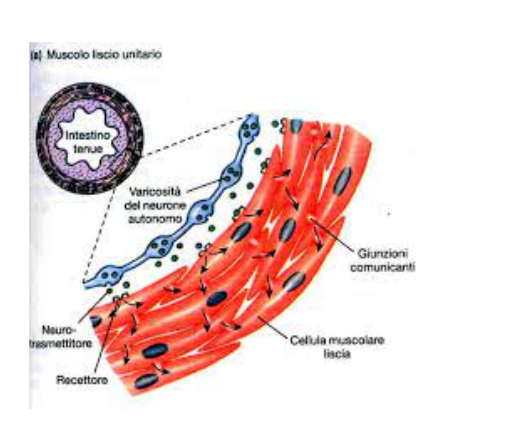 (a) Muscolo liscio unitario
Intestino
tenue
Varicosità
del neurone
autonomo
Giunzioni
comunicanti
Neuro-
trasmettitore
Cellula muscolare
liscia
Recettore